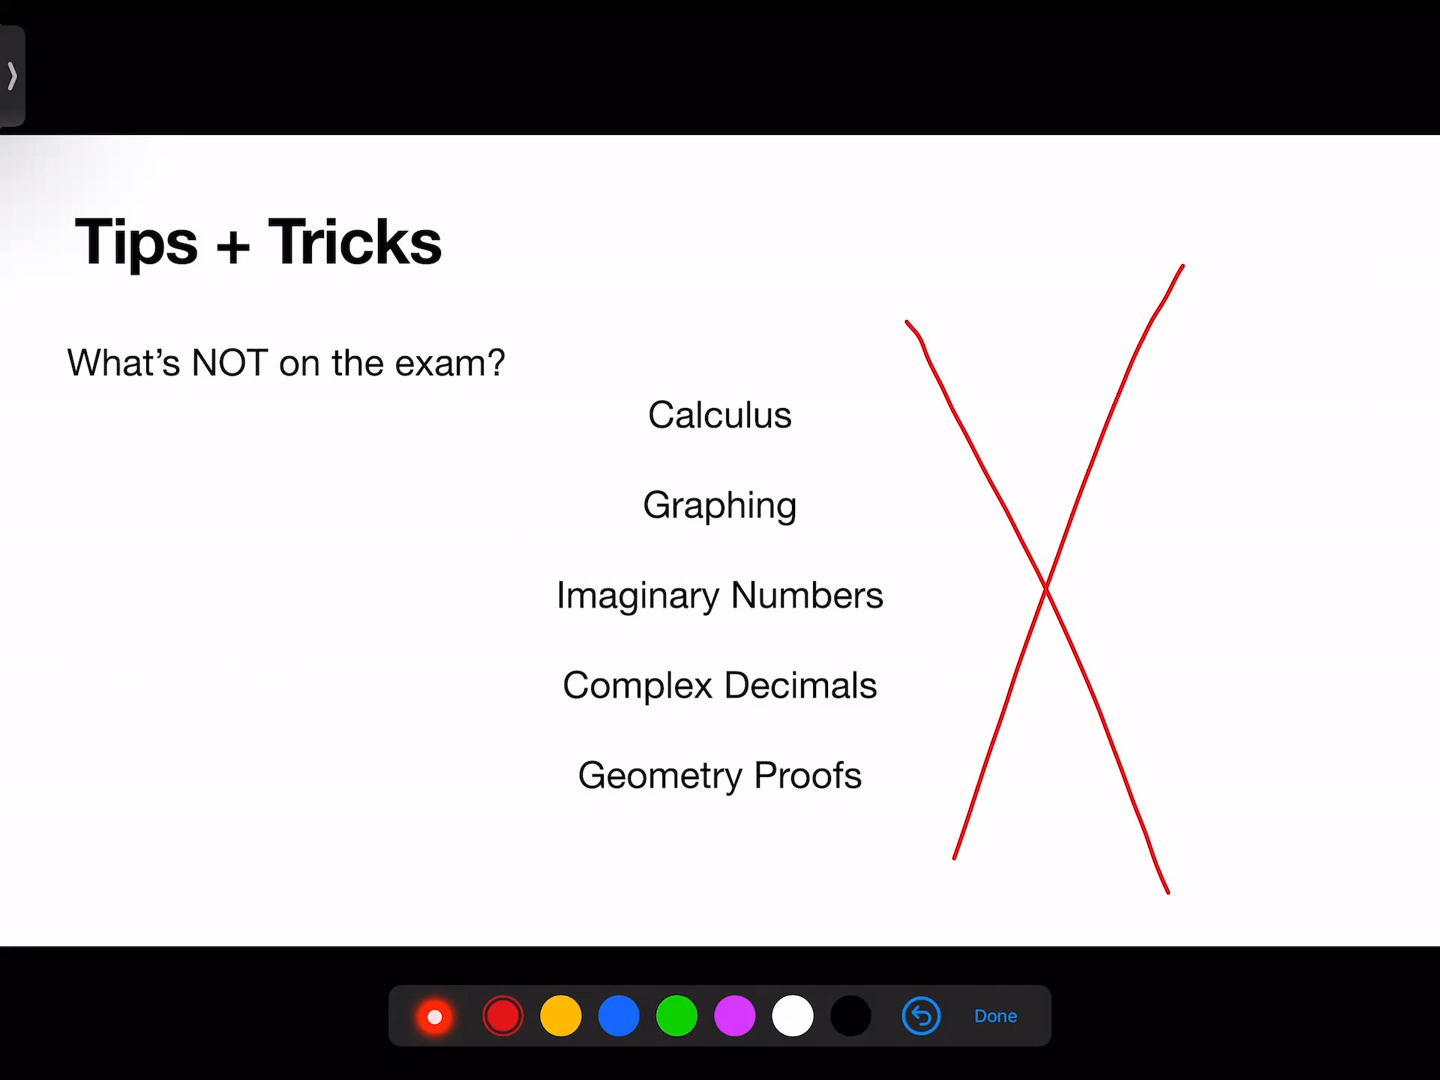 Tips + Tricks
What’s NOT on the exam?
Calculus
Graphing
Imaginary Numbers
Complex Decimals
Geometry Proofs
Done